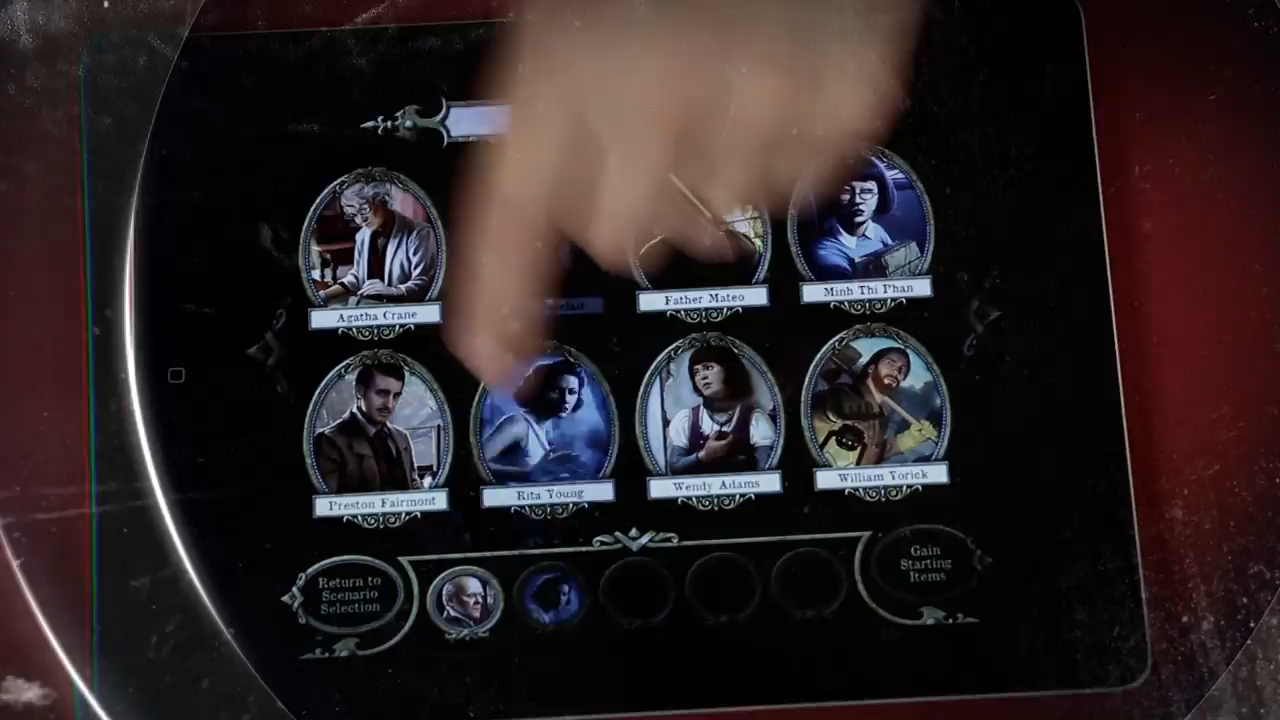 Agatha Crane
Father Mateo
Minh Thi Phan
Preston Fairmont
Rita Young
Wendy Adams
William Yorick
Return to
Scenario
Selection
Gain
Starting
Items